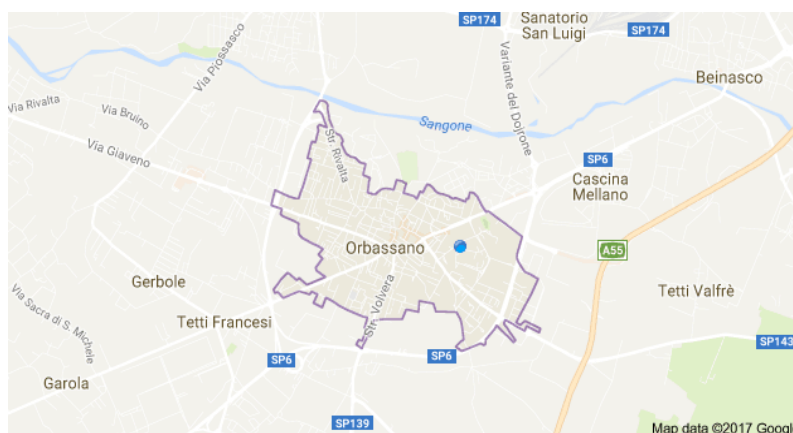 SP174
Sanatorio
San Luigi
SP174
Via Piossasco
Variante del Dojrone
Beinasco
Via Rivalta
Via Bruino
Sangone
Via Giaveno
Str. Rivalta
SP6
Cascina
Mellano
Orbassano
A55
Gerbole
Tetti Valfrè
Via Sacra di S. Michele
Str. Volvera
Tetti Francesi
SP143
SP6
SP6
Garola
SP139
Map data ©2017 Google